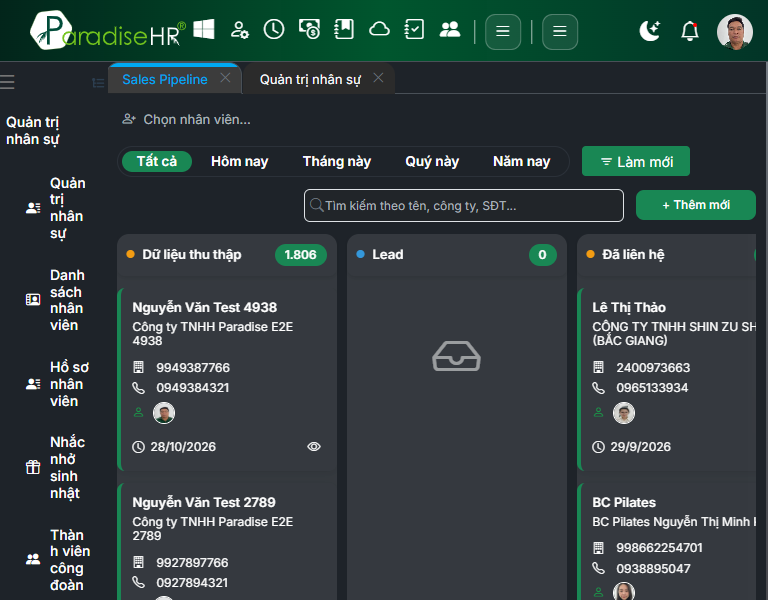 ParadiseHR®
Sales Pipeline
Quản trị nhân sự
Quản trị
nhân sự
Chọn nhân viên...
Tất cả
Hôm nay
Tháng này
Quý này
Năm nay
Làm mới
Tìm kiếm theo tên, công ty, SĐT...
+ Thêm mới
Quản
trị
nhân
sự
Danh
sách
nhân
viên
Hồ sơ
nhân
viên
Nhắc
nhở
sinh
nhật
Thàn
h viên
công
đoàn
Dữ liệu thu thập
1.806
Nguyễn Văn Test 4938
Công ty TNHH Paradise E2E
4938
9949387766
0949384321
28/10/2026
Nguyễn Văn Test 2789
Công ty TNHH Paradise E2E
2789
9927897766
0927894321
Lead
0
Đã liên hệ
Lê Thị Thảo
CÔNG TY TNHH SHIN ZU SH
(BẮC GIANG)
2400973663
0965133934
29/9/2026
BC Pilates
BC Pilates Nguyễn Thị Minh
998662254701
0938895047